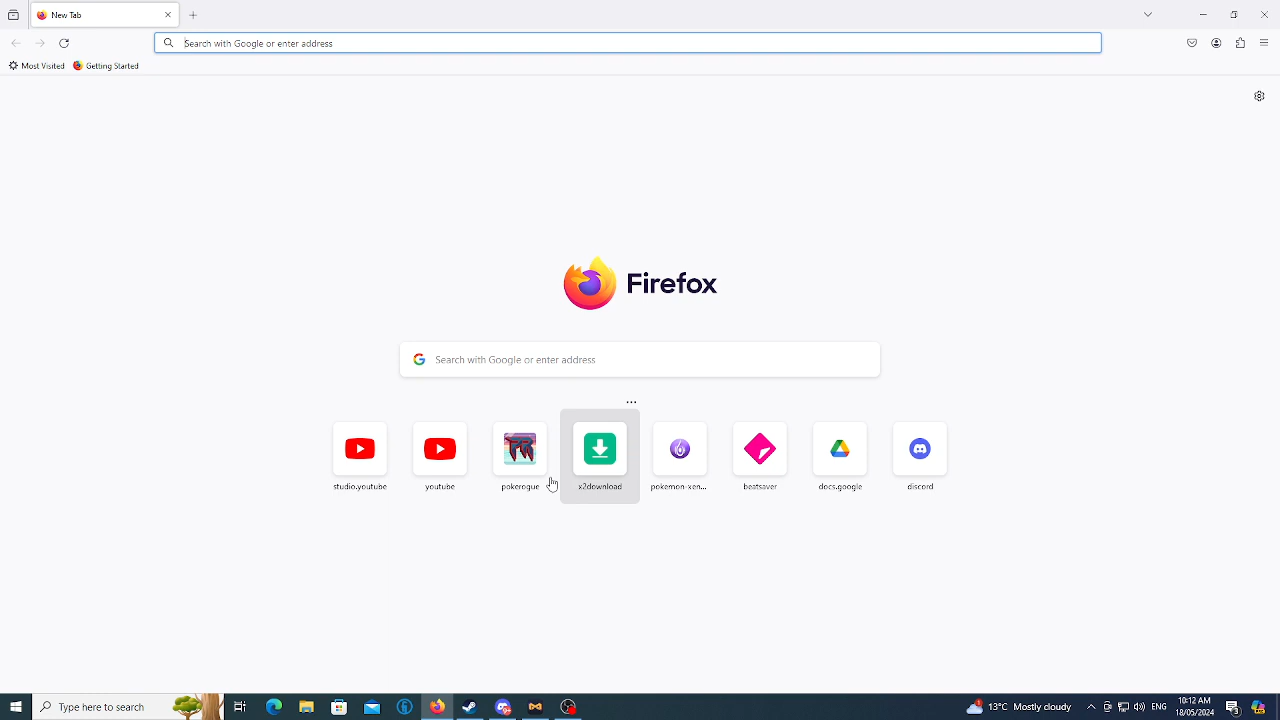 New Tab
Search with Google or enter address
Most Visited
Getting Started
Firefox
Search with Google or enter address
studio.youtube
youtube
pokerogue
x2download
pokemon-xen...
beatsaver
docs.google
discord
Type here to search
13°C Mostly cloudy
ENG
10:12 AM
18/05/2024